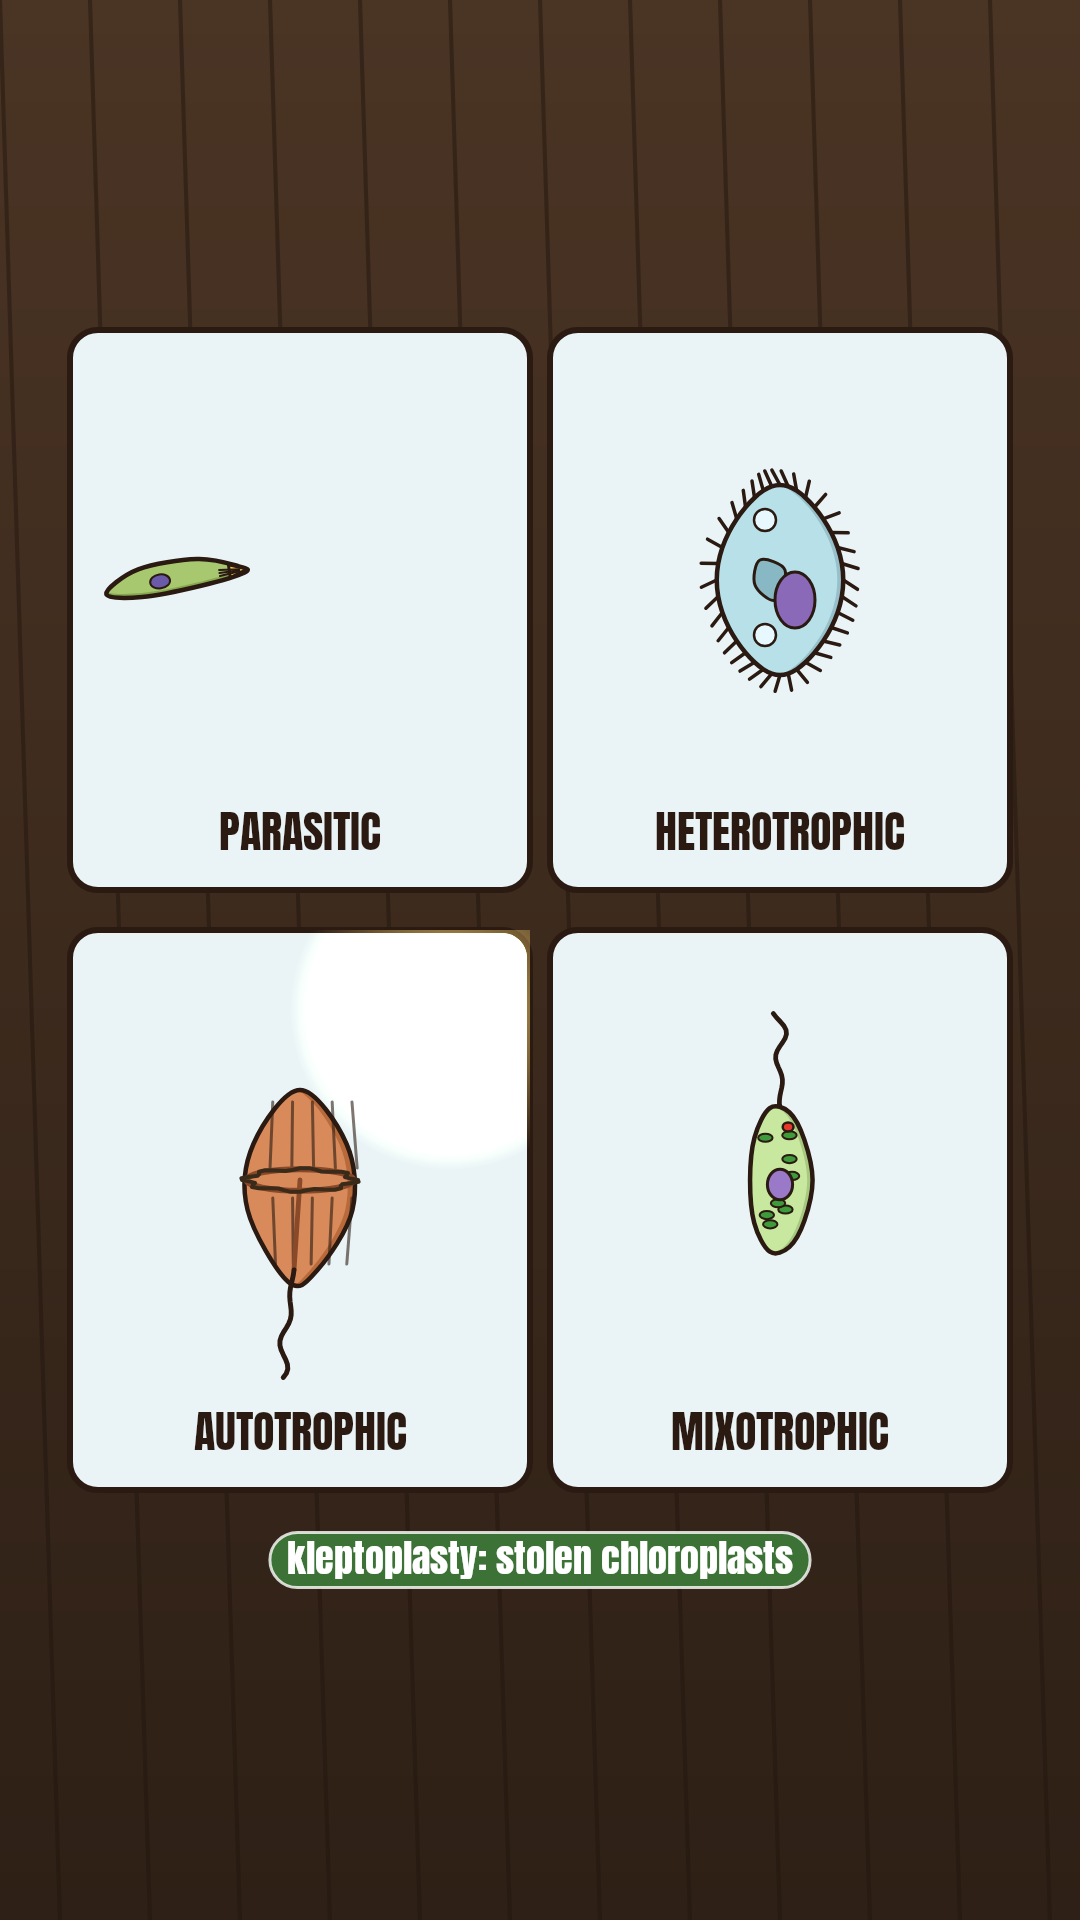 PARASITIC
HETEROTROPHIC
AUTOTROPHIC
MIXOTROPHIC
kleptoplasty: stolen chloroplasts